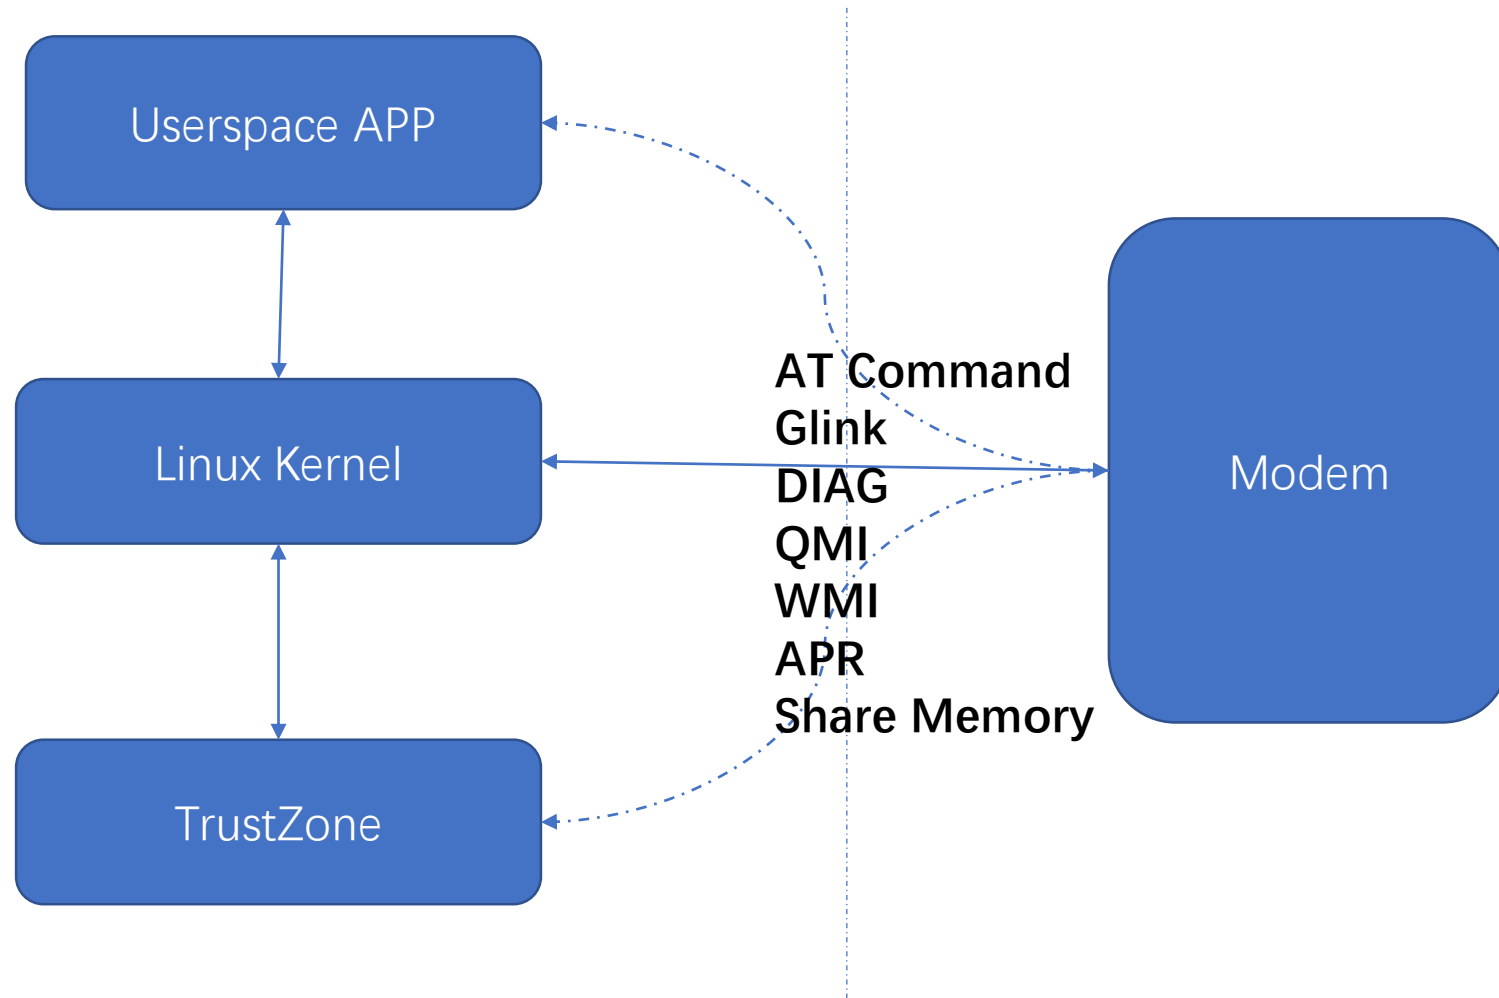 Userspace APP
AT Command
Glink
Linux Kernel
DIAG
Modem
QMI
WMI
APR
Share Memory
TrustZone